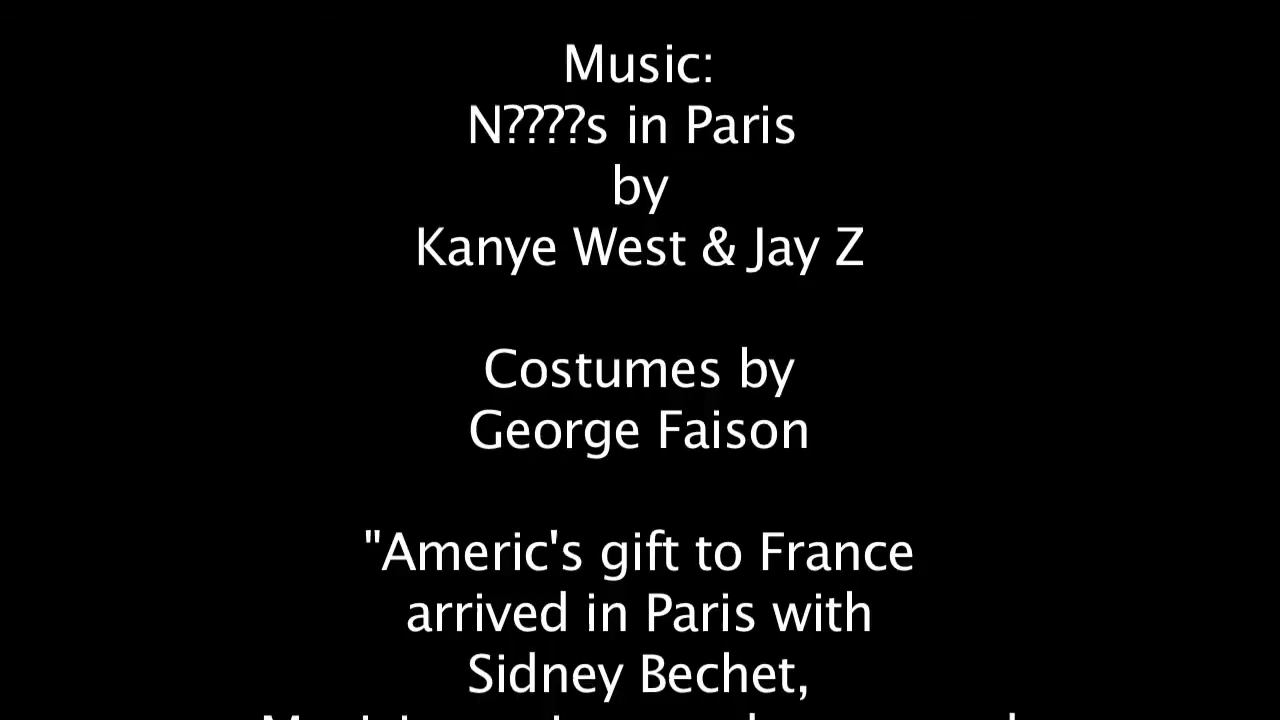 Music:
N????s in Paris
by
Kanye West & Jay Z
Costumes by
George Faison
"Americ's gift to France
arrived in Paris with
Sidney Bechet,